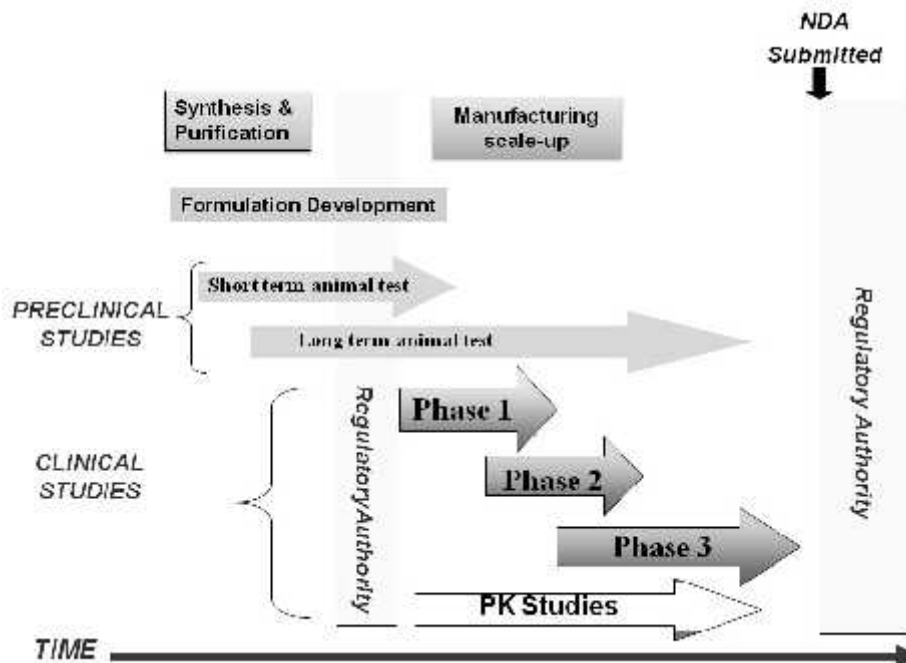 NDA
Submitted
Synthesis &
Purification
Manufacturing
scale-up
Formulation Development
Short term animal test
PRECLINICAL
STUDIES
Long term animal test
Regulatory Authority
Phase 1
Regulatory Authority
CLINICAL
STUDIES
Phase 2
Phase 3
PK Studies
TIME